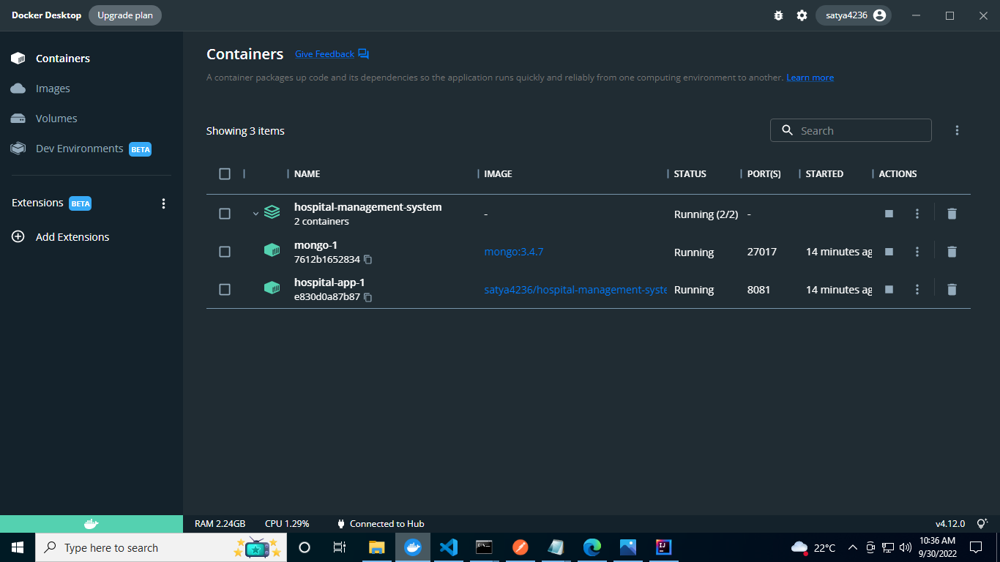 Docker Desktop Upgrade plan satya4236
Containers
Images
Volumes
Dev Environments BETA
Extensions BETA
Add Extensions
Containers Give Feedback
A container packages up code and its dependencies so the application runs quickly and reliably from one computing environment to another. Learn more
Showing 3 items Search
NAME IMAGE STATUS PORT(S) STARTED ACTIONS
hospital-management-system
2 containers
- Running (2/2) -
mongo-1
7612b1652834
mongo:3.4.7 Running 27017 14 minutes ag
hospital-app-1
e830d0a87b87
satya4236/hospital-management-syste Running 8081 14 minutes ag
RAM 2.24GB CPU 1.29% Connected to Hub v4.12.0
Type here to search
22°C
10:36 AM
9/30/2022